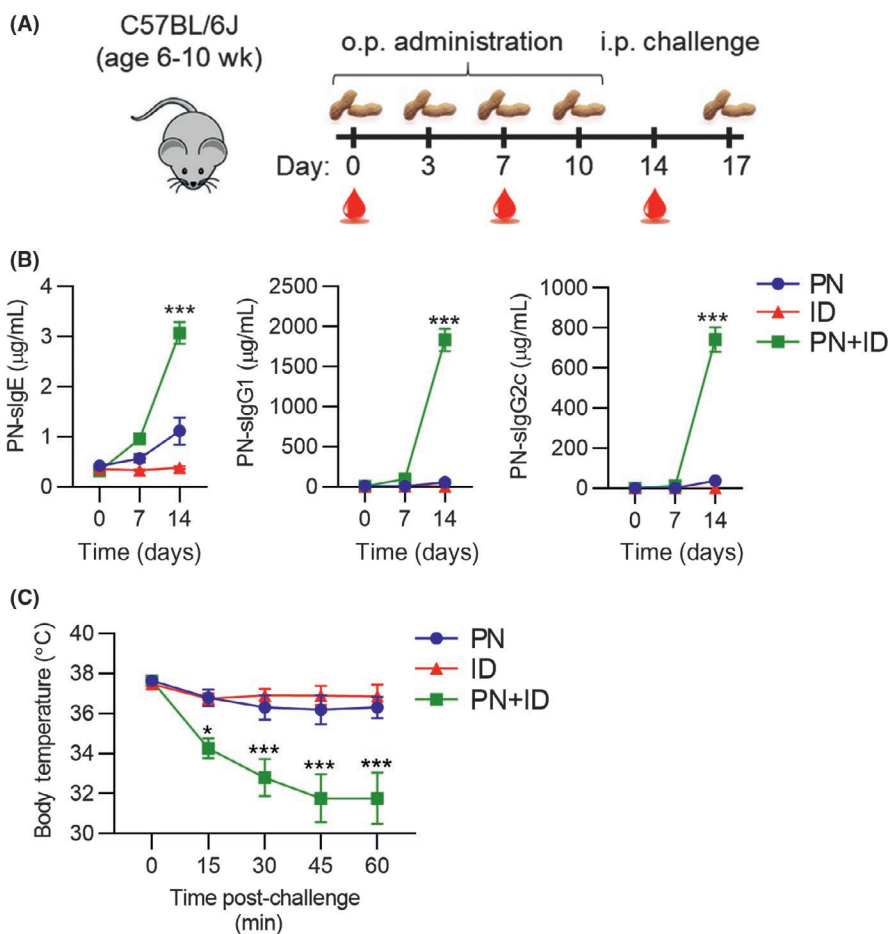 (A)
C57BL/6J
(age 6-10 wk)
o.p. administration
i.p. challenge
Day: 0 3 7 10 14 17
(B)
PN-sIgE (µg/mL)
4
3
2
1
0
0 7 14
Time (days)
***
PN-sIgG1 (µg/mL)
2500
2000
1500
1000
500
0
0 7 14
Time (days)
***
PN-sIgG2c (µg/mL)
1000
800
600
400
200
0
0 7 14
Time (days)
***
PN
ID
PN+ID
(C)
Body temperature (°C)
40
38
36
34
32
30
* *** *** ***
0 15 30 45 60
Time post-challenge
(min)
PN
ID
PN+ID